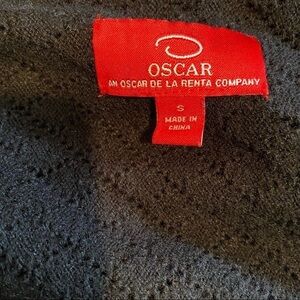 OSCAR
AN OSCAR DE LA RENTA COMPANY
S
MADE IN
CHINA